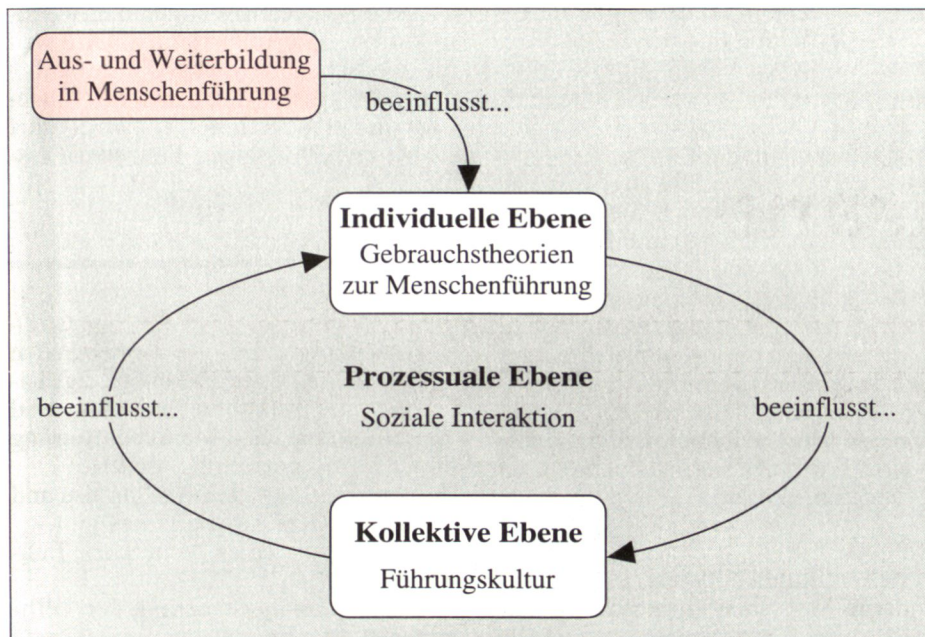 Aus- und Weiterbildung
in Menschenführung
beeinflusst...
Individuelle Ebene
Gebrauchstheorien
zur Menschenführung
Prozessuale Ebene
Soziale Interaktion
beeinflusst...
beeinflusst...
Kollektive Ebene
Führungskultur